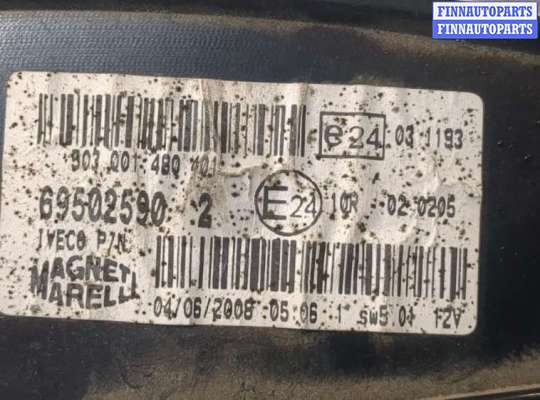 FINNAUTOPARTS
FINNAUTOPARTS
e24 03 1193
303 001 480 701
69502590 2 E24 10R - 02 0205
IVECO P/N
MAGNETI
MARELLI
04/06/2008 05:06 1 SW5.01 12V